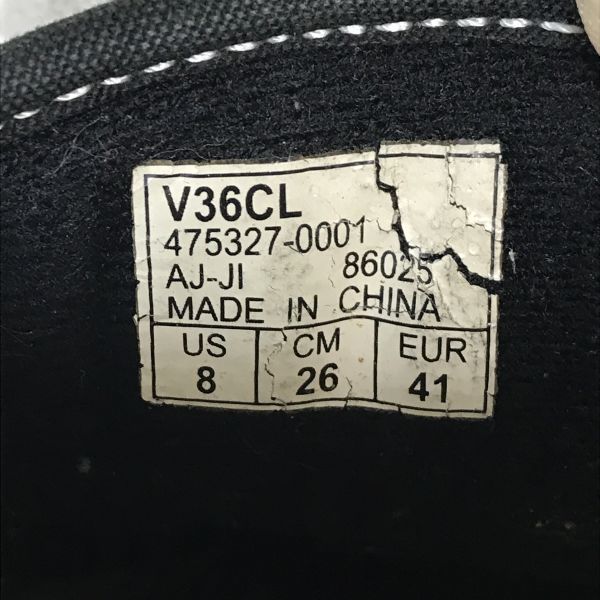 V36CL
475327-0001
AJ-JI 86025
MADE IN CHINA
US CM EUR
8 26 41